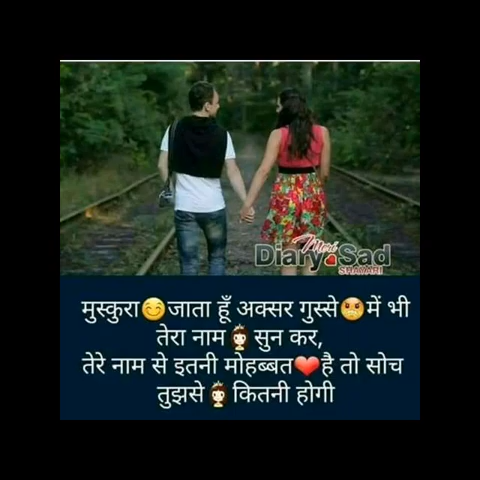 Meri
Diary Sad
SHAYARI
मुस्कुरा😊जाता हूँ अक्सर गुस्से😡में भी
तेरा नाम👸सुन कर,
तेरे नाम से इतनी मोहब्बत❤है तो सोच
तुझसे👸कितनी होगी